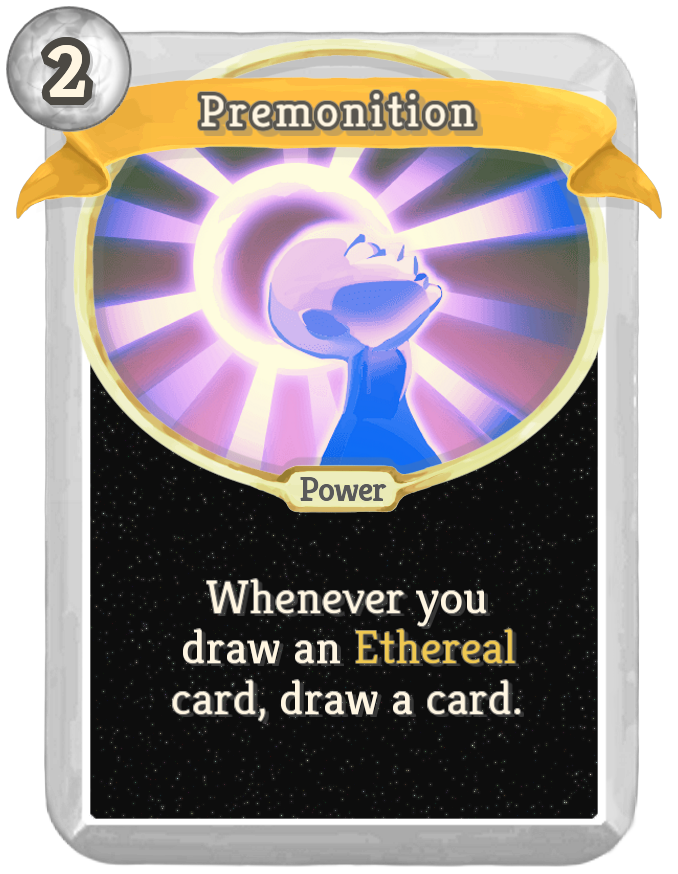 2
Premonition
Power
Whenever you
draw an Ethereal
card, draw a card.